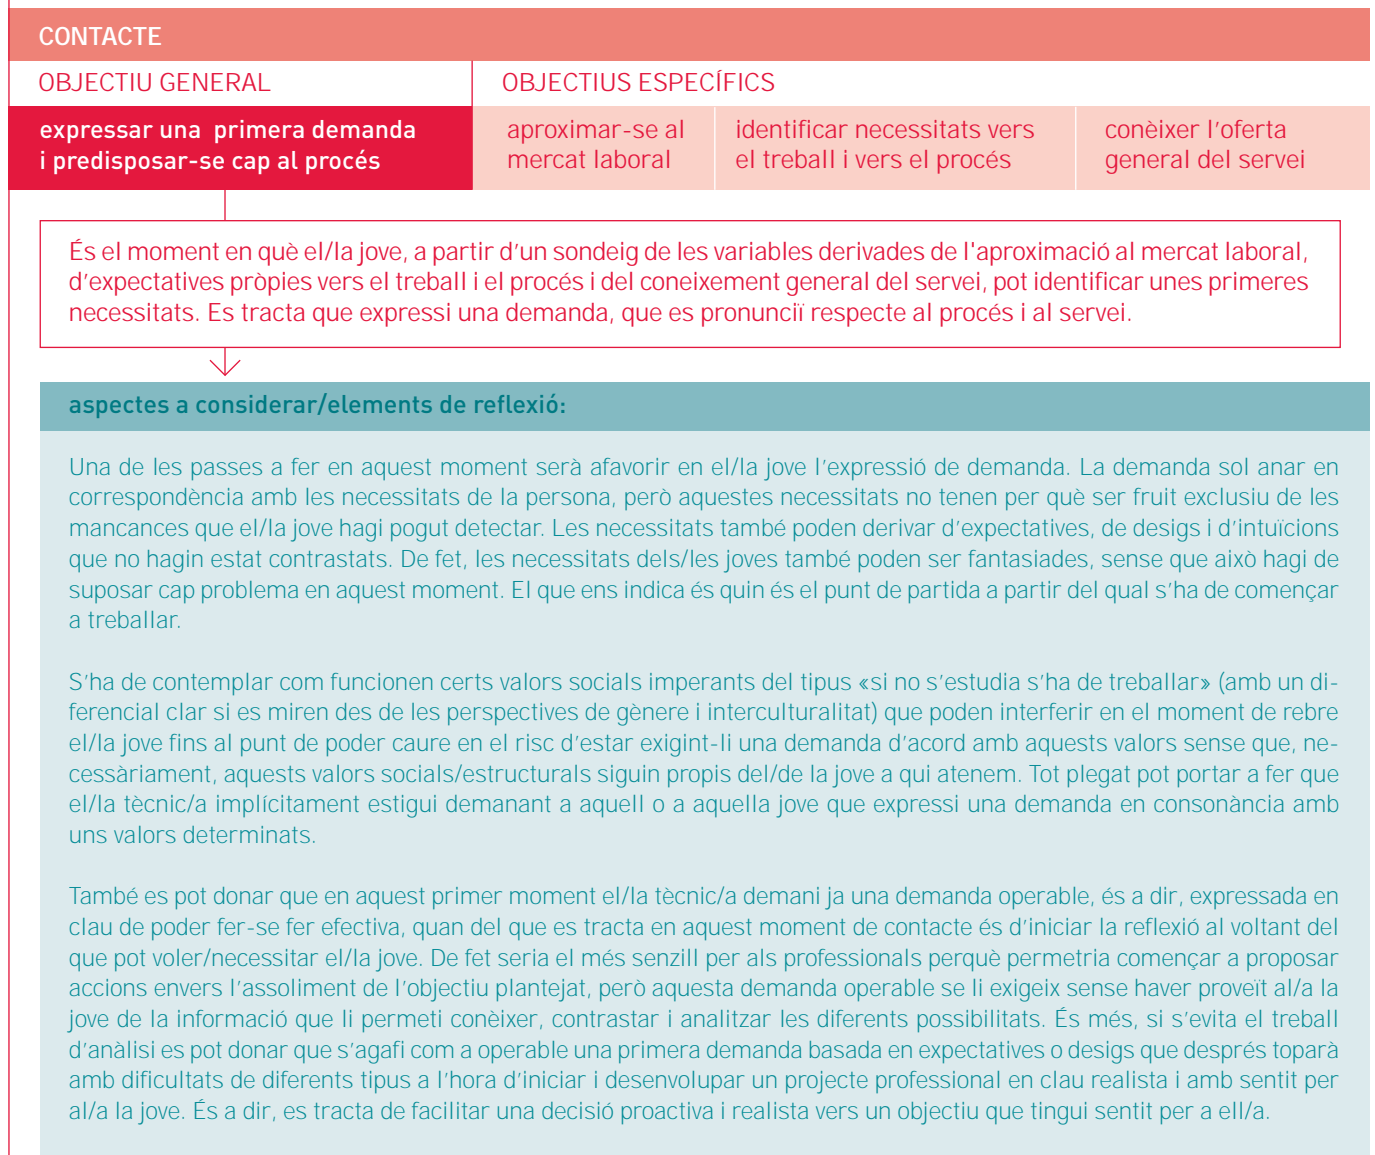 CONTACTE
OBJECTIU GENERAL
OBJECTIUS ESPECÍFICS
expressar una primera demanda
i predisposar-se cap al procés
aproximar-se al
mercat laboral
identificar necessitats vers
el treball i vers el procés
conèixer l’oferta
general del servei
És el moment en què el/la jove, a partir d’un sondeig de les variables derivades de l'aproximació al mercat laboral,
d’expectatives pròpies vers el treball i el procés i del coneixement general del servei, pot identificar unes primeres
necessitats. Es tracta que expressi una demanda, que es pronunciï respecte al procés i al servei.
aspectes a considerar/elements de reflexió:
Una de les passes a fer en aquest moment serà afavorir en el/la jove l’expressió de demanda. La demanda sol anar en
correspondència amb les necessitats de la persona, però aquestes necessitats no tenen per què ser fruit exclusiu de les
mancances que el/la jove hagi pogut detectar. Les necessitats també poden derivar d’expectatives, de desigs i d’intuïcions
que no hagin estat contrastats. De fet, les necessitats dels/les joves també poden ser fantasiades, sense que això hagi de
suposar cap problema en aquest moment. El que ens indica és quin és el punt de partida a partir del qual s’ha de començar
a treballar.
S’ha de contemplar com funcionen certs valors socials imperants del tipus «si no s’estudia s’ha de treballar» (amb un di-
ferencial clar si es miren des de les perspectives de gènere i interculturalitat) que poden interferir en el moment de rebre
el/la jove fins al punt de poder caure en el risc d’estar exigint-li una demanda d’acord amb aquests valors sense que, ne-
cessàriament, aquests valors socials/estructurals siguin propis del/de la jove a qui atenem. Tot plegat pot portar a fer que
el/la tècnic/a implícitament estigui demanant a aquell o a aquella jove que expressi una demanda en consonància amb
uns valors determinats.
També es pot donar que en aquest primer moment el/la tècnic/a demani ja una demanda operable, és a dir, expressada en
clau de poder fer-se fer efectiva, quan del que es tracta en aquest moment de contacte és d’iniciar la reflexió al voltant del
que pot voler/necessitar el/la jove. De fet seria el més senzill per als professionals perquè permetria començar a proposar
accions envers l’assoliment de l’objectiu plantejat, però aquesta demanda operable se li exigeix sense haver proveït al/a la
jove de la informació que li permeti conèixer, contrastar i analitzar les diferents possibilitats. És més, si s’evita el treball
d’anàlisi es pot donar que s’agafi com a operable una primera demanda basada en expectatives o desigs que després toparà
amb dificultats de diferents tipus a l’hora d’iniciar i desenvolupar un projecte professional en clau realista i amb sentit per
al/a la jove. És a dir, es tracta de facilitar una decisió proactiva i realista vers un objectiu que tingui sentit per a ell/a.